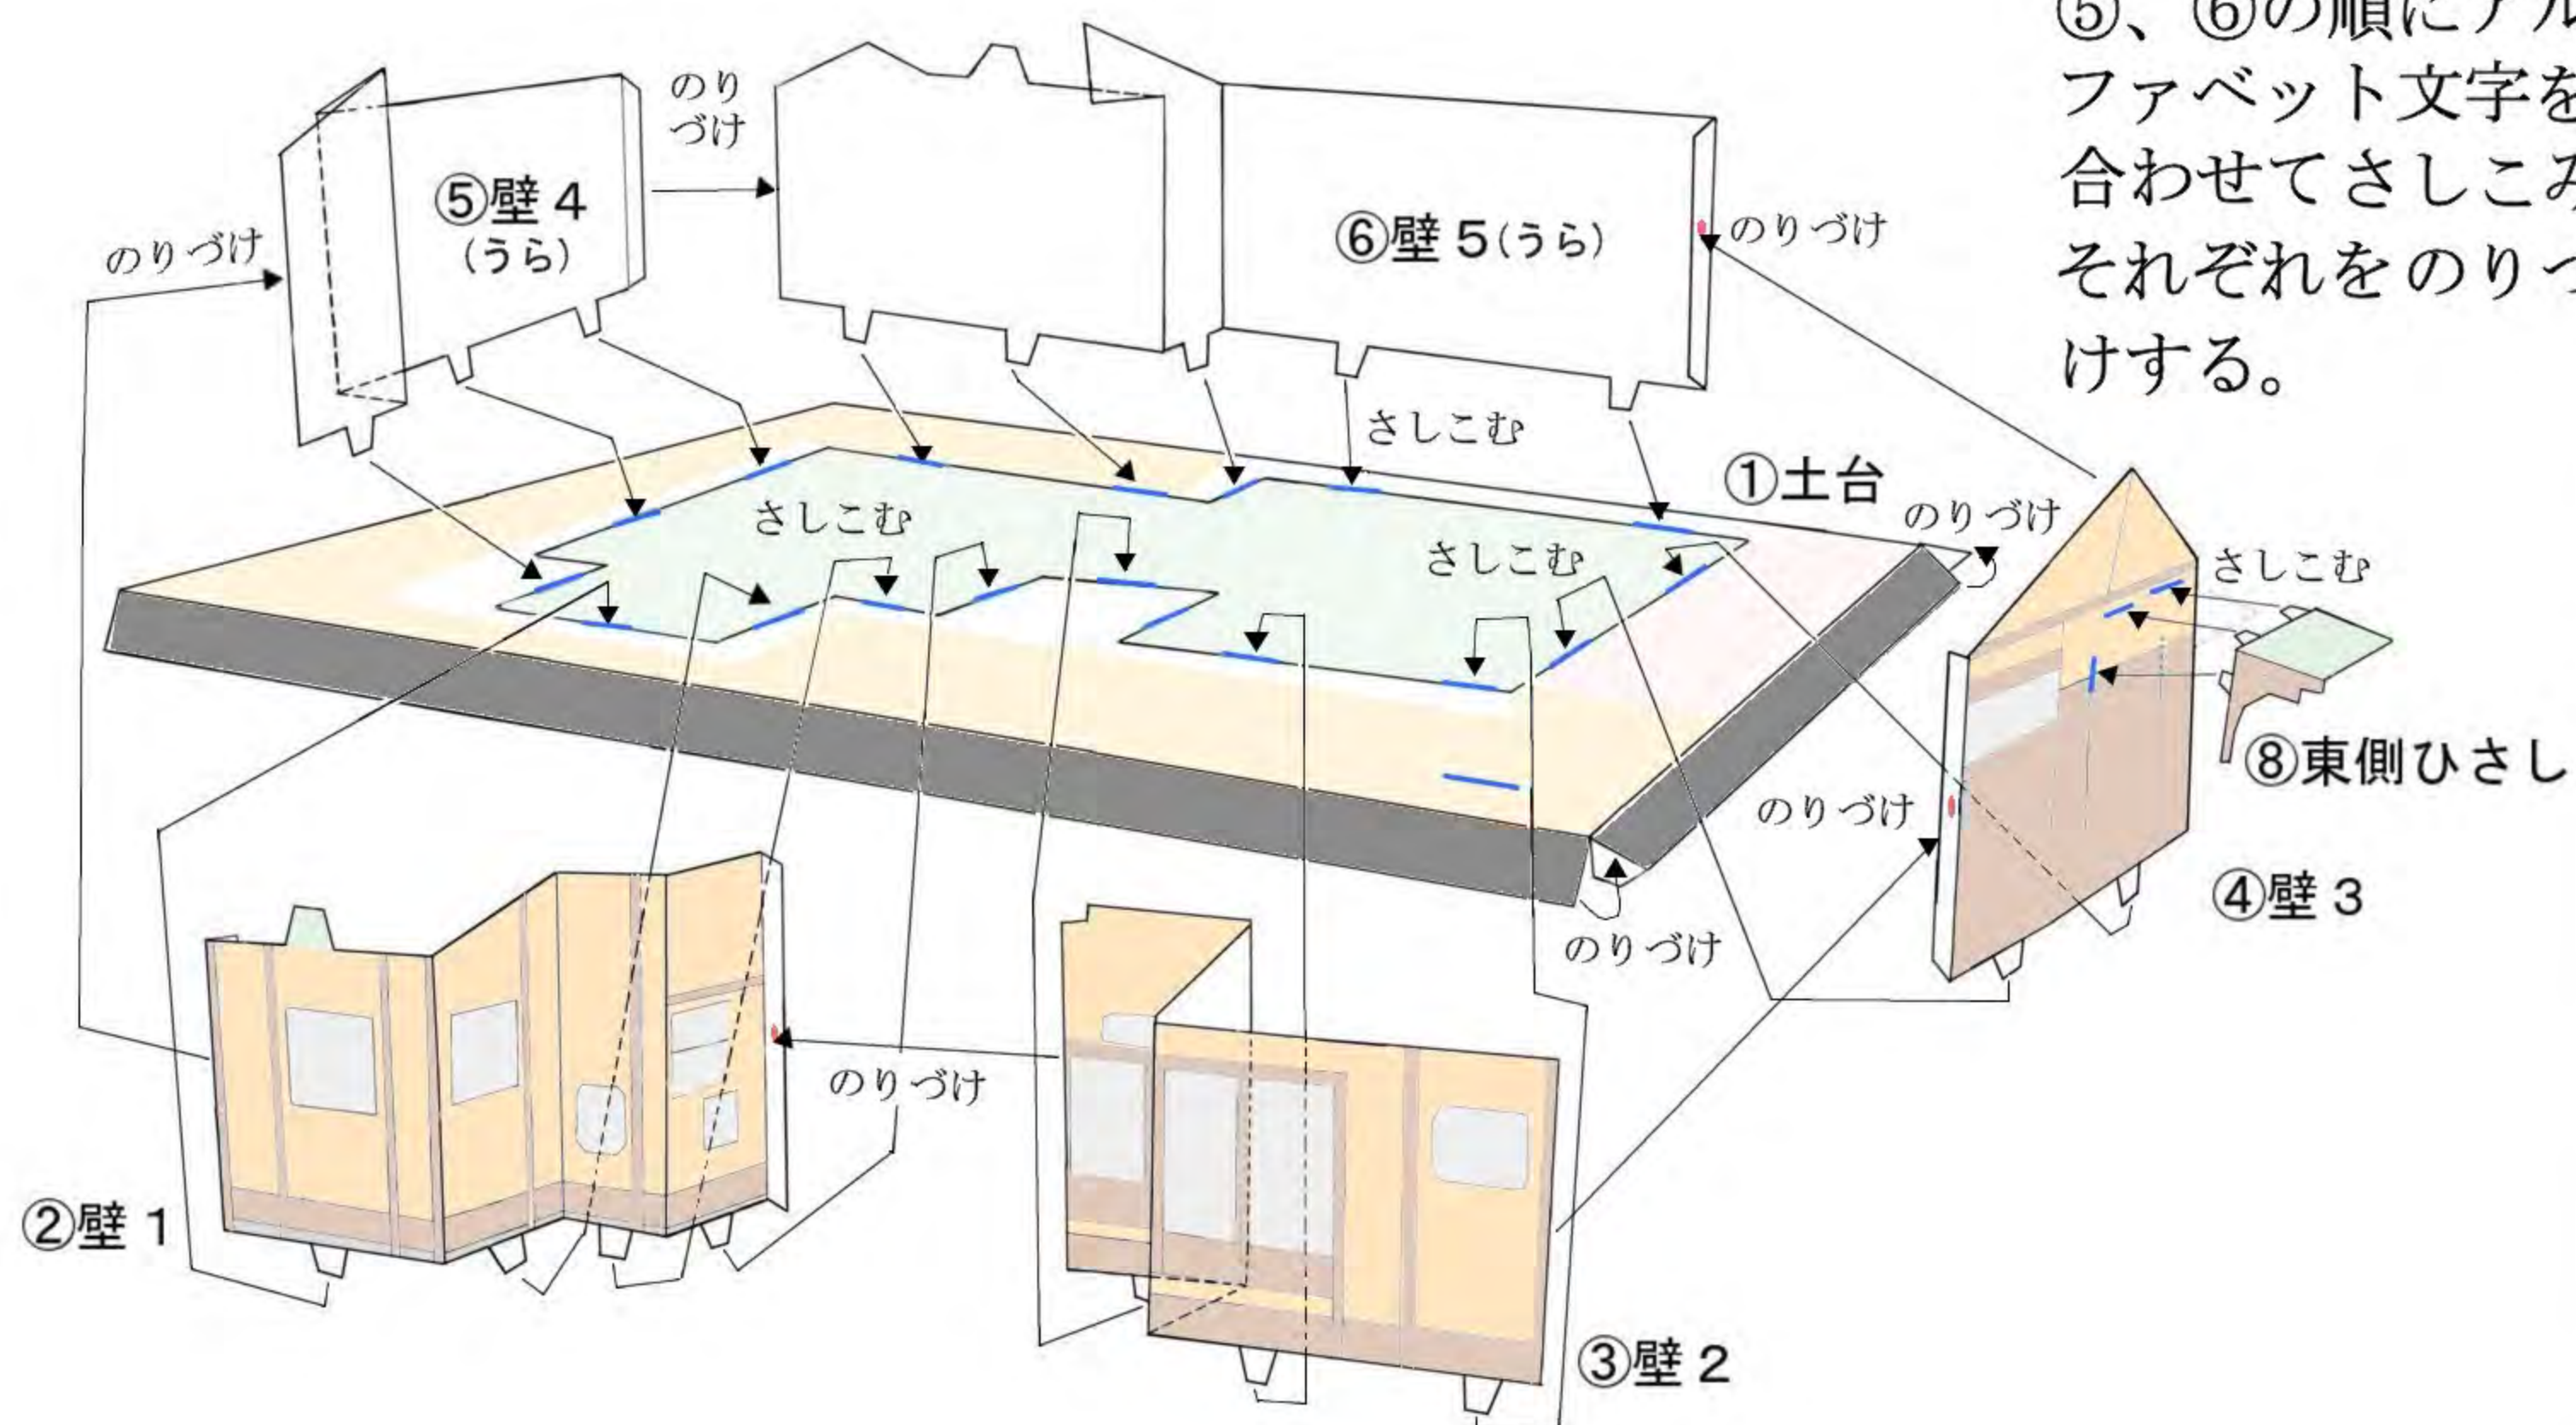 ⑤、⑥の順にアル
ファベット文字を
合わせてさしこみ
それぞれをのりづ
けする。
のり
づけ
⑤壁4
(うら)
のりづけ
⑥壁5(うら)
のりづけ
さしこむ
①土台
のりづけ
さしこむ
さしこむ
さしこむ
⑧東側ひさし
のりづけ
④壁3
のりづけ
のりづけ
②壁1
③壁2